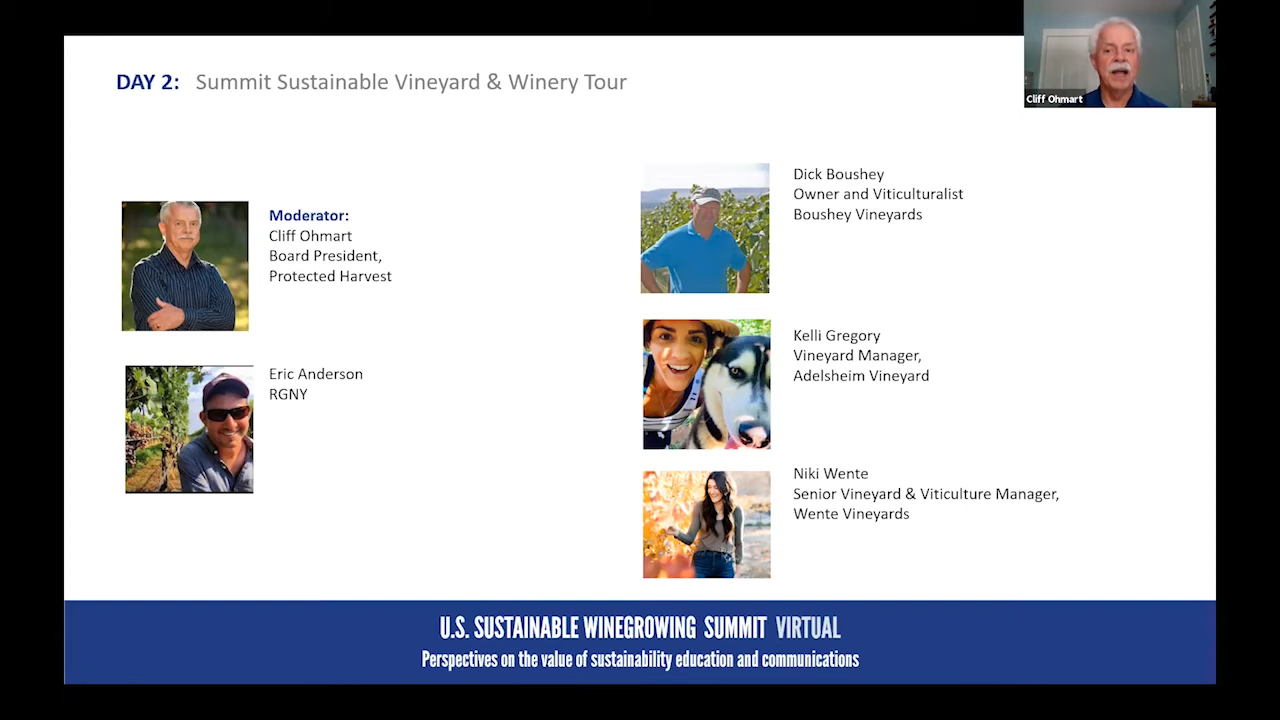 DAY 2: Summit Sustainable Vineyard & Winery Tour
Cliff Ohmart
Moderator:
Cliff Ohmart
Board President,
Protected Harvest
Eric Anderson
RGNY
Dick Boushey
Owner and Viticulturalist
Boushey Vineyards
Kelli Gregory
Vineyard Manager,
Adelsheim Vineyard
Niki Wente
Senior Vineyard & Viticulture Manager,
Wente Vineyards
U.S. SUSTAINABLE WINEGROWING SUMMIT VIRTUAL
Perspectives on the value of sustainability education and communications